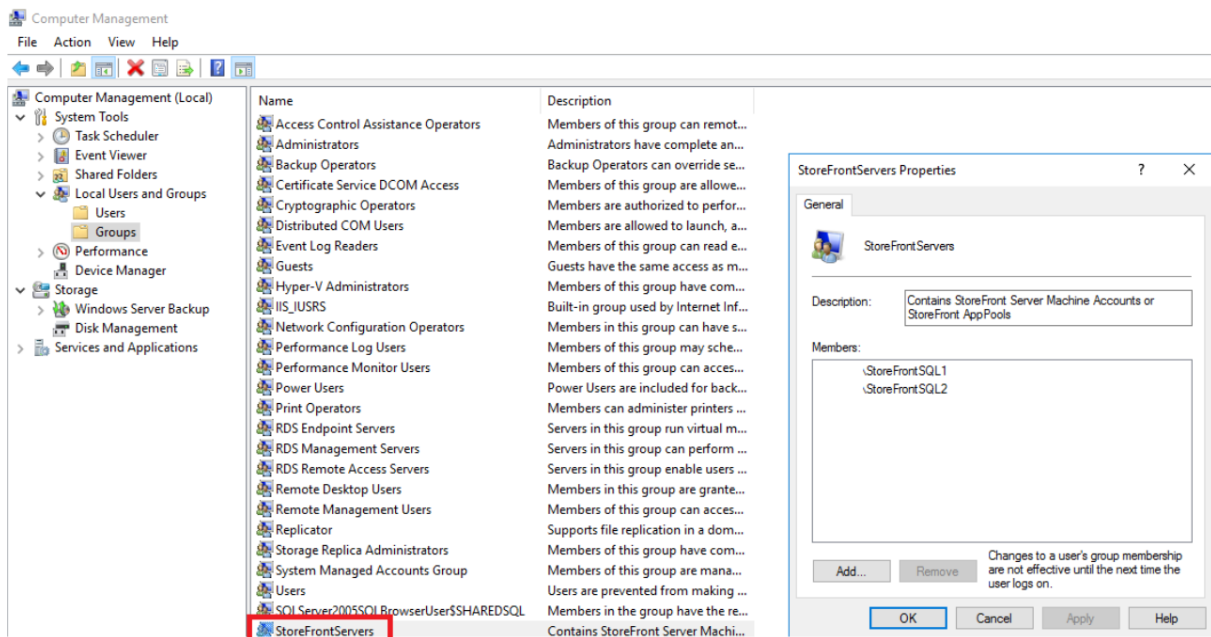 Computer Management
File Action View Help
Computer Management (Local)
System Tools
Task Scheduler
Event Viewer
Shared Folders
Local Users and Groups
Users
Groups
Performance
Device Manager
Storage
Windows Server Backup
Disk Management
Services and Applications
Name Description
Access Control Assistance Operators Members of this group can remot...
Administrators Administrators have complete an...
Backup Operators Backup Operators can override se...
Certificate Service DCOM Access Members of this group are allowe...
Cryptographic Operators Members are authorized to perfor...
Distributed COM Users Members are allowed to launch, a...
Event Log Readers Members of this group can read e...
Guests Guests have the same access as m...
Hyper-V Administrators Members of this group have com...
IIS_IUSRS Built-in group used by Internet Inf...
Network Configuration Operators Members in this group can have s...
Performance Log Users Members of this group may sche...
Performance Monitor Users Members of this group can acces...
Power Users Power Users are included for back...
Print Operators Members can administer printers ...
RDS Endpoint Servers Servers in this group run virtual m...
RDS Management Servers Servers in this group can perform ...
RDS Remote Access Servers Servers in this group enable users ...
Remote Desktop Users Members in this group are grante...
Remote Management Users Members of this group can acces...
Replicator Supports file replication in a dom...
Storage Replica Administrators Members of this group have com...
System Managed Accounts Group Members of this group are mana...
Users Users are prevented from making ...
SQLServer2005SQLBrowserUser$SHAREDSQL Members in the group have the re...
StoreFrontServers Contains StoreFront Server Machi...
StoreFrontServers Properties ?
General
StoreFrontServers
Description: Contains StoreFront Server Machine Accounts or
StoreFront AppPools
Members:
\StoreFrontSQL1
\StoreFrontSQL2
Add... Remove
Changes to a user's group membership
are not effective until the next time the
user logs on.
OK Cancel Apply Help